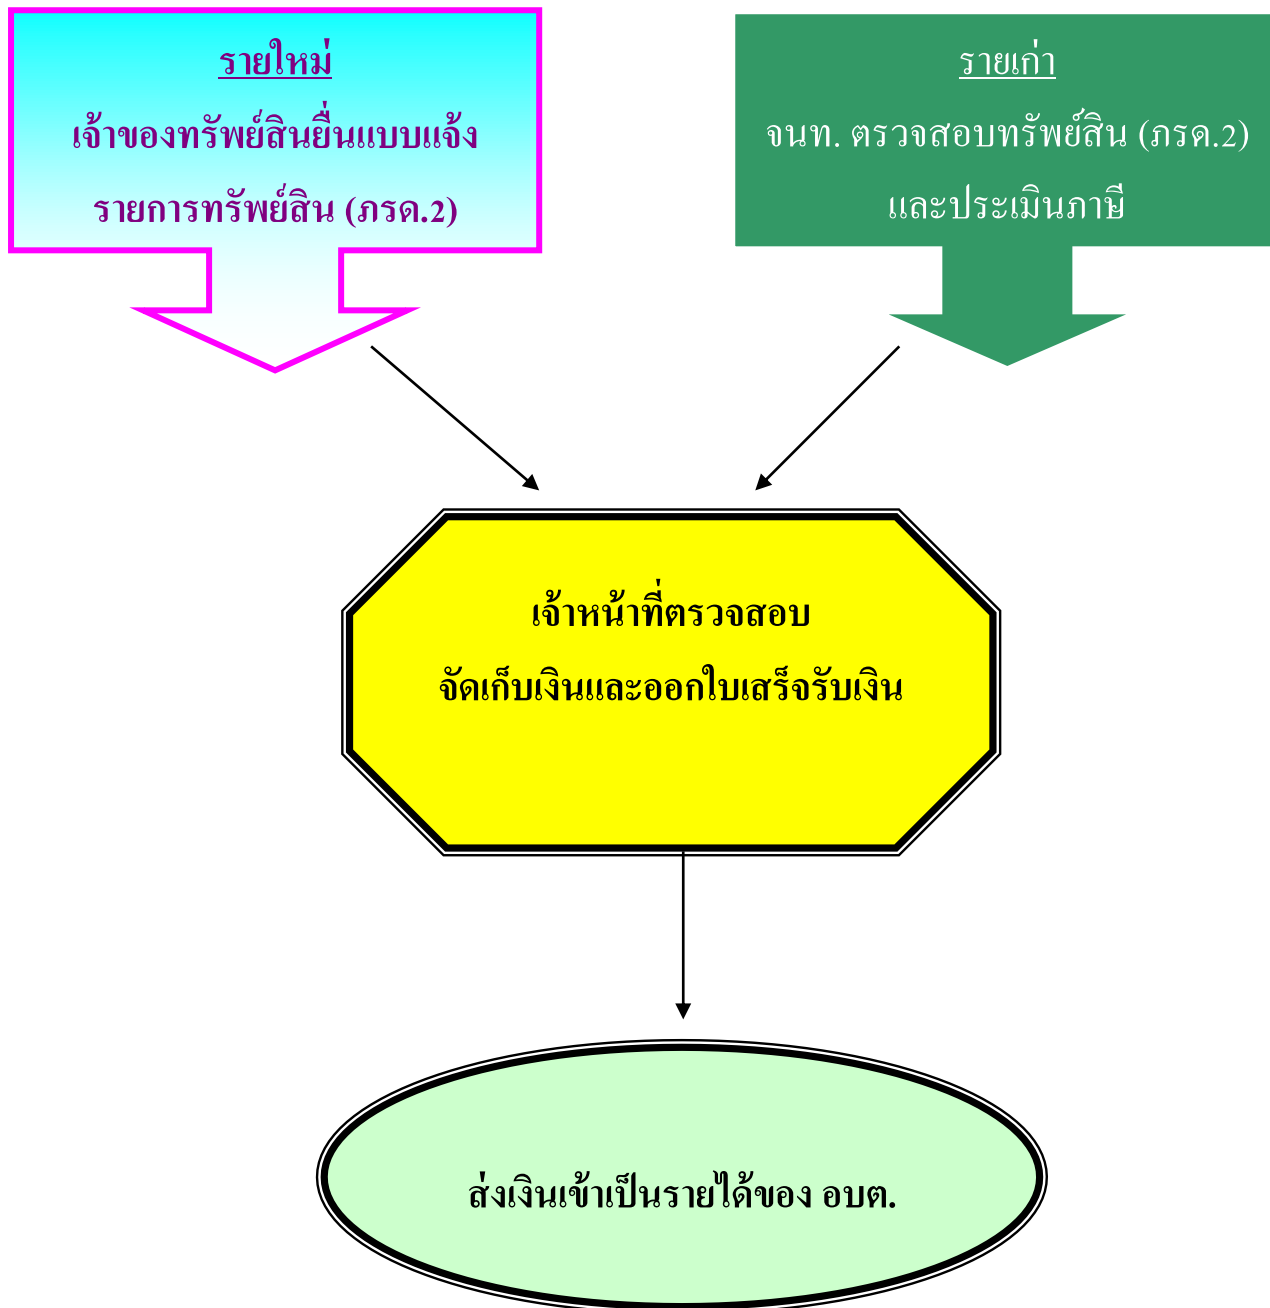 รายใหม่
เจ้าของทรัพย์สินยื่นแบบแจ้ง
รายการทรัพย์สิน (ภรด.2)
รายเก่า
จนท. ตรวจสอบทรัพย์สิน (ภรด.2)
และประเมินภาษี
เจ้าหน้าที่ตรวจสอบ
จัดเก็บเงินและออกใบเสร็จรับเงิน
ส่งเงินเข้าเป็นรายได้ของ อบต.